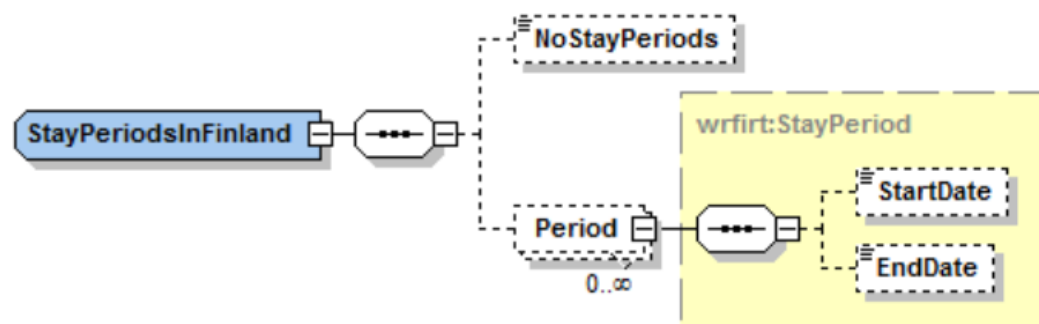 NoStayPeriods
StayPeriodsInFinland
wrfirt:StayPeriod
StartDate
Period
0..∞
EndDate